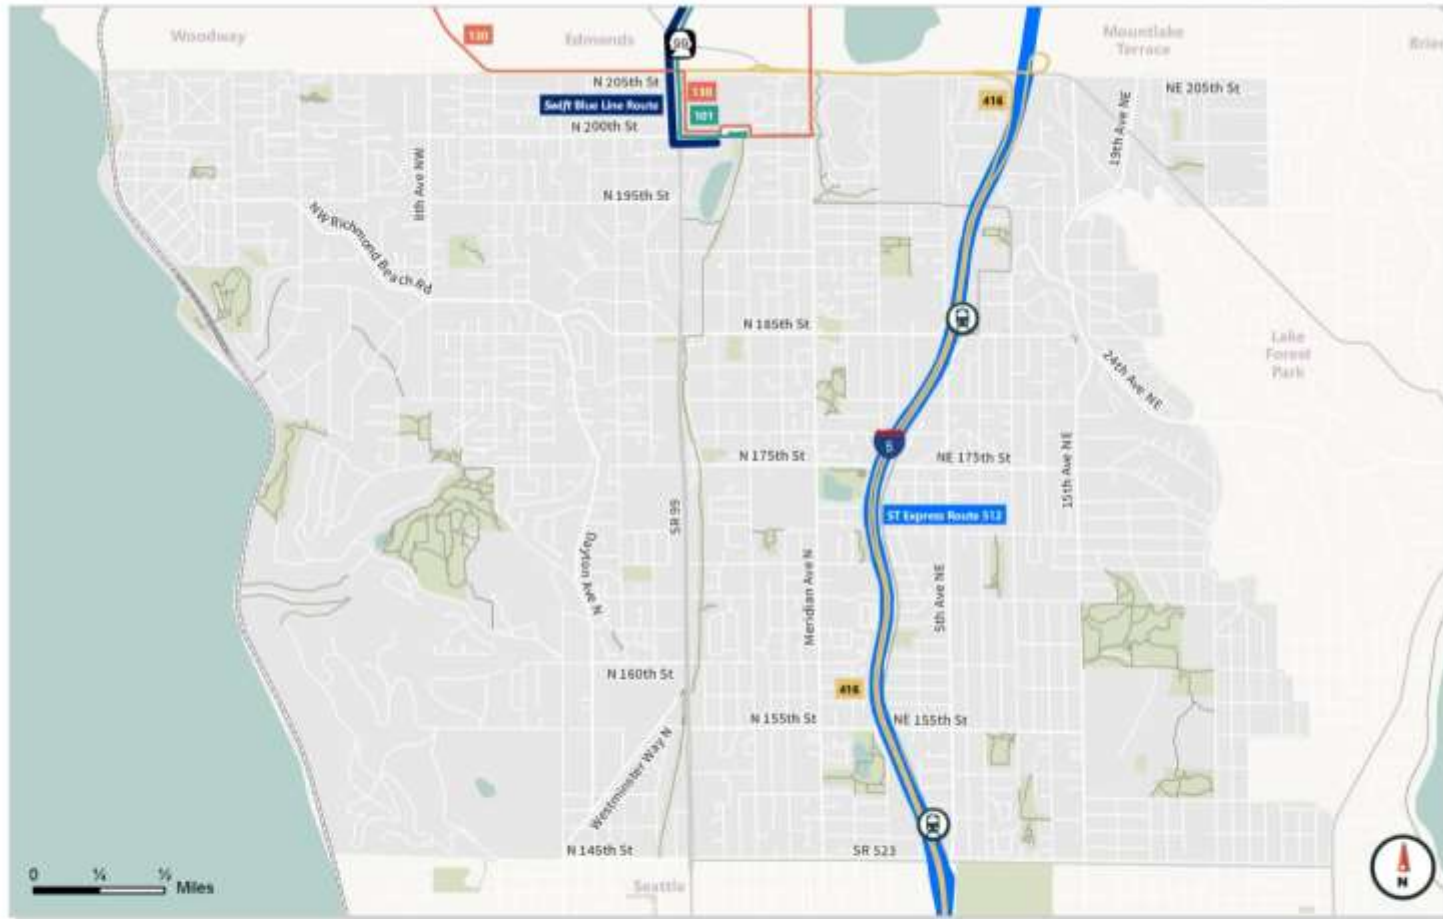 Woodway
130
Edmonds
99
Mountlake
Terrace
N 205th St
NE 205th St
130
416
Swift Blue Line Route
101
N 200th St
19th Ave NE
8th Ave NW
N 195th St
NW Richmond Beach Rd
N 185th St
Lake
Forest
Park
24th Ave NE
5
N 175th St
NE 175th St
15th Ave NE
SR 99
ST Express Route 513
Dayton Ave N
Meridian Ave N
5th Ave NE
N 160th St
416
N 155th St
NE 155th St
Westminster Way N
N 145th St
SR 523
0 ¼ ½ Miles
Seattle
N